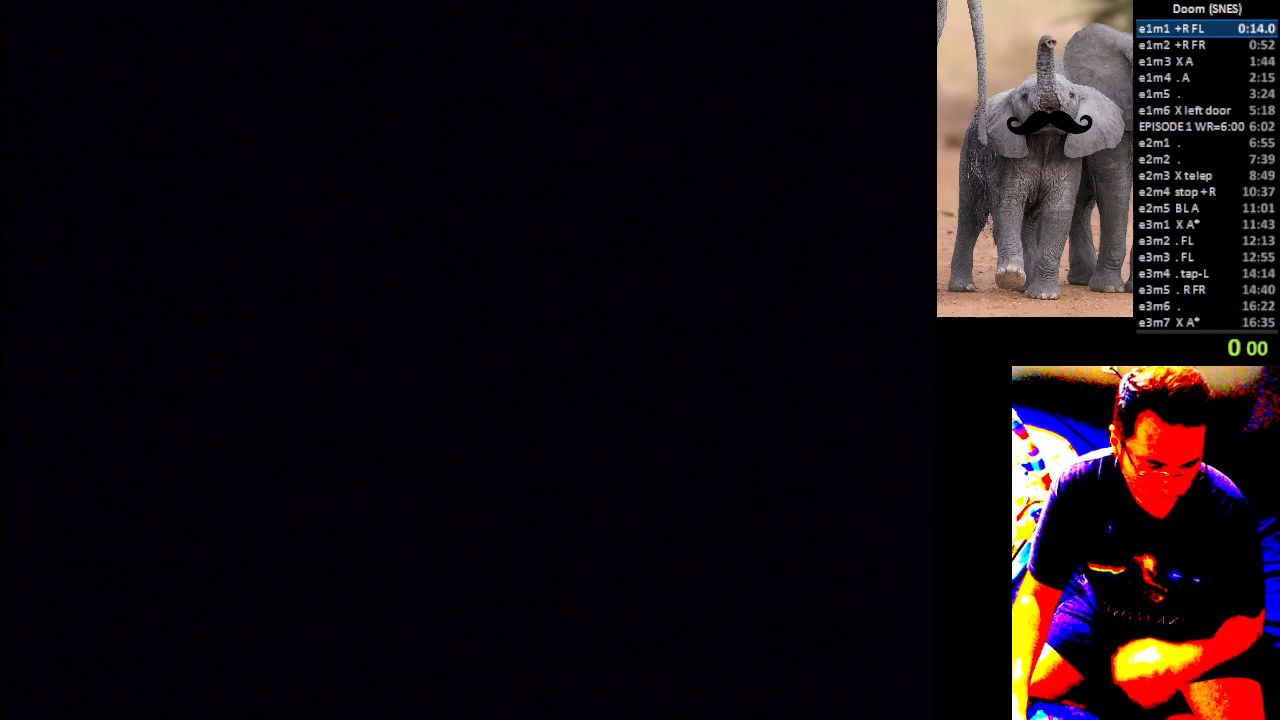 Doom (SNES)
e1m1 +R FL 0:14.0
e1m2 +R FR 0:52
e1m3 X A 1:44
e1m4 . A 2:15
e1m5 . 3:24
e1m6 X left door 5:18
EPISODE 1 WR=6:00 6:02
e2m1 . 6:55
e2m2 . 7:39
e2m3 X telep 8:49
e2m4 stop+R 10:37
e2m5 BL A 11:01
e3m1 X A* 11:43
e3m2 . FL 12:13
e3m3 . FL 12:55
e3m4 . tap-L 14:14
e3m5 . R FR 14:40
e3m6 . 16:22
e3m7 X A* 16:35
0 00